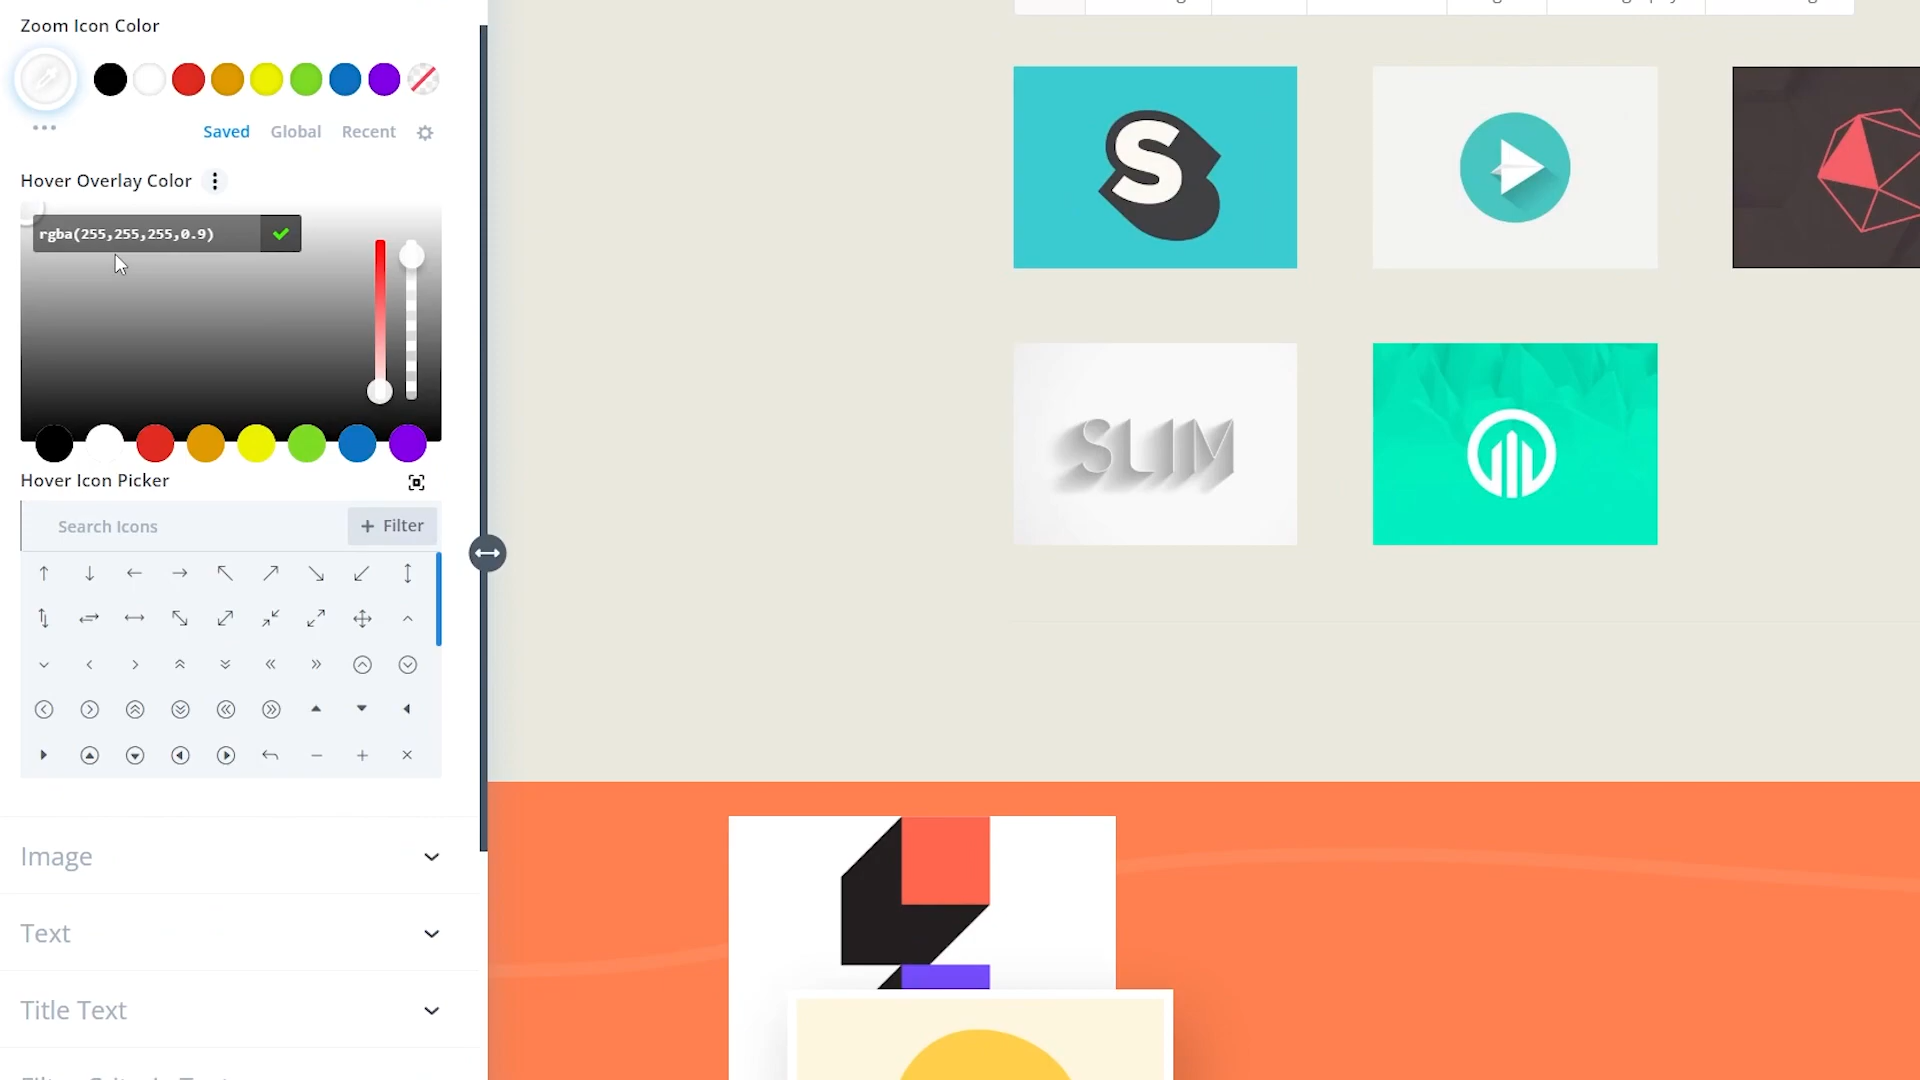 Zoom Icon Color
Saved Global Recent
Hover Overlay Color
rgba(255,255,255,0.9)
Hover Icon Picker
Search Icons
+ Filter
Image
Text
Title Text
S
SLIM